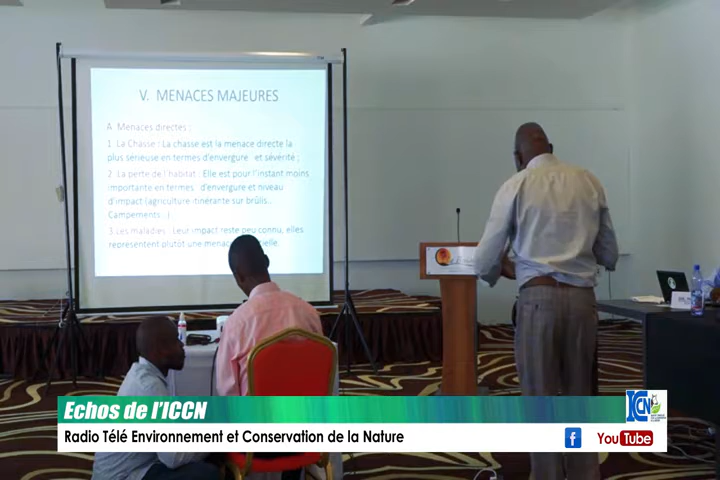 V. MENACES MAJEURES
A Menaces directes :
1. La Chasse : La chasse est la menace directe la
plus sérieuse en termes d'envergure et sévérité ;
2 La perte de l'habitat : Elle est pour l'instant moins
importante en termes d'envergure et niveau
d'impact (agriculture itinérante sur brûlis .
Campements...)
3.Les maladies : Leur impact reste peu connu, elles
représentent plutôt une menace
Echos de l'ICCN
ICCN
Radio Télé Environnement et Conservation de la Nature
f
YouTube